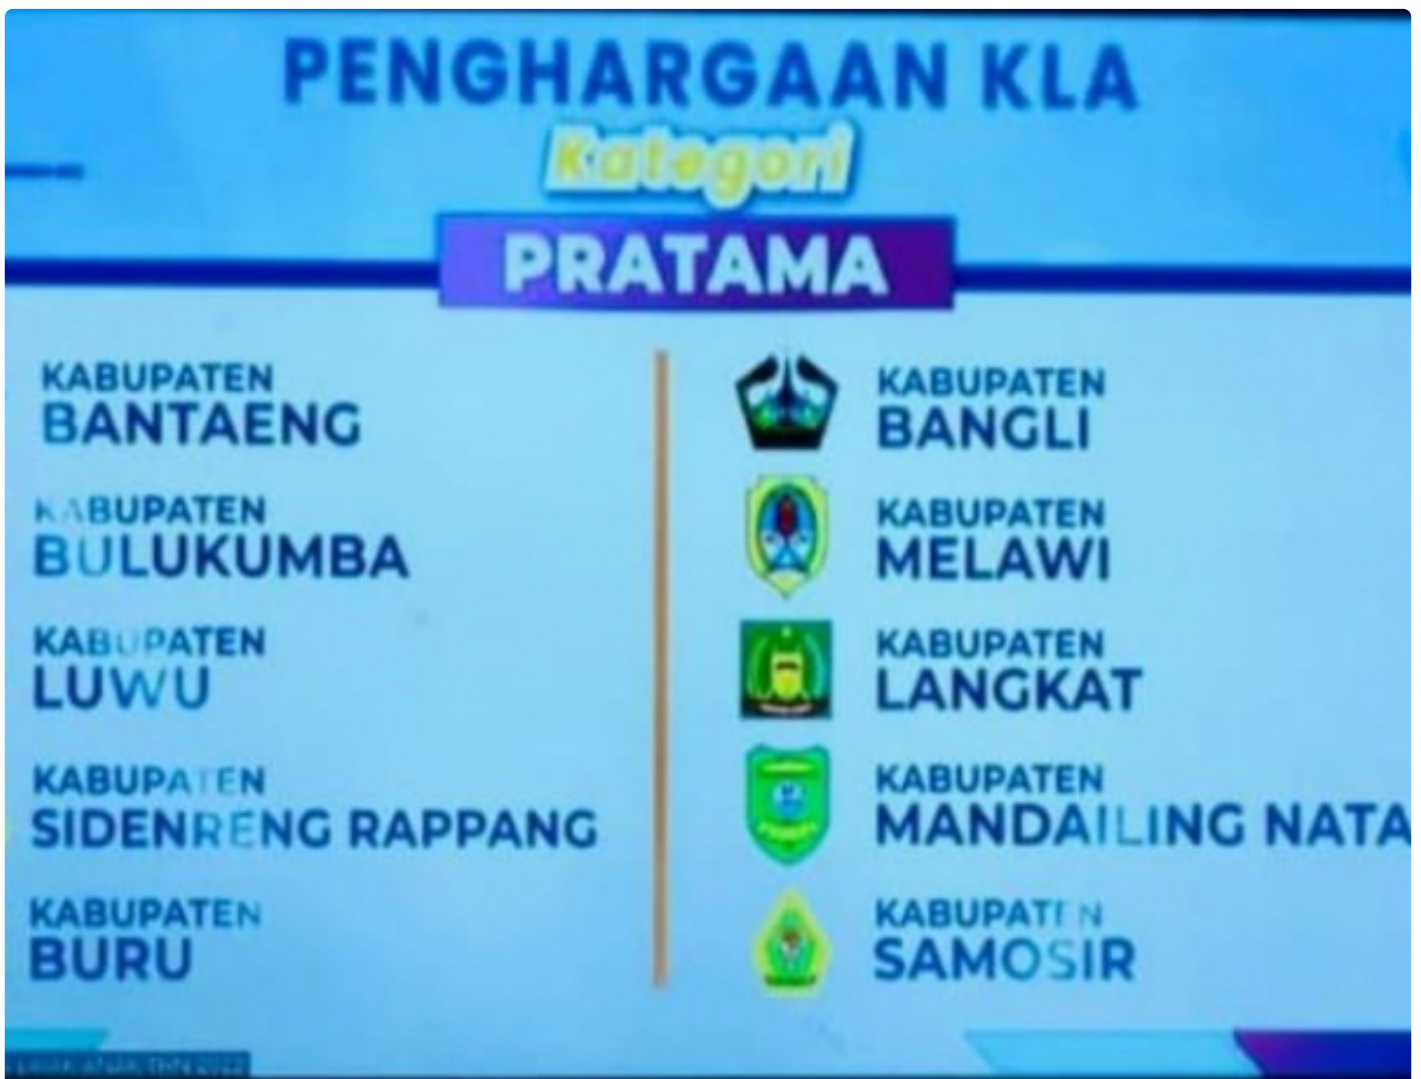 PENGHARGAAN KLA
Kategori
PRATAMA
KABUPATEN
BANTAENG
KABUPATEN
BULUKUMBA
KABUPATEN
LUWU
KABUPATEN
SIDENRENG RAPPANG
KABUPATEN
BURU
KABUPATEN
BANGLI
KABUPATEN
MELAWI
KABUPATEN
LANGKAT
KABUPATEN
MANDAILING NATA
KABUPATEN
SAMOSIR